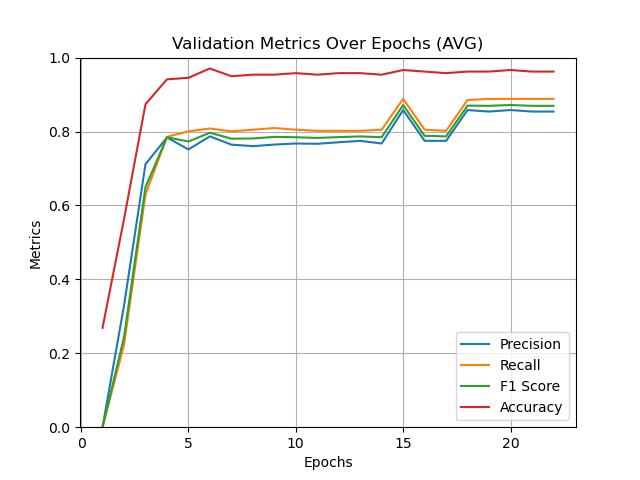 Validation Metrics Over Epochs (AVG)
1.0
0.8
0.6
0.4
0.2
0.0
Metrics
0
5
10
15
20
Epochs
Precision
Recall
F1 Score
Accuracy